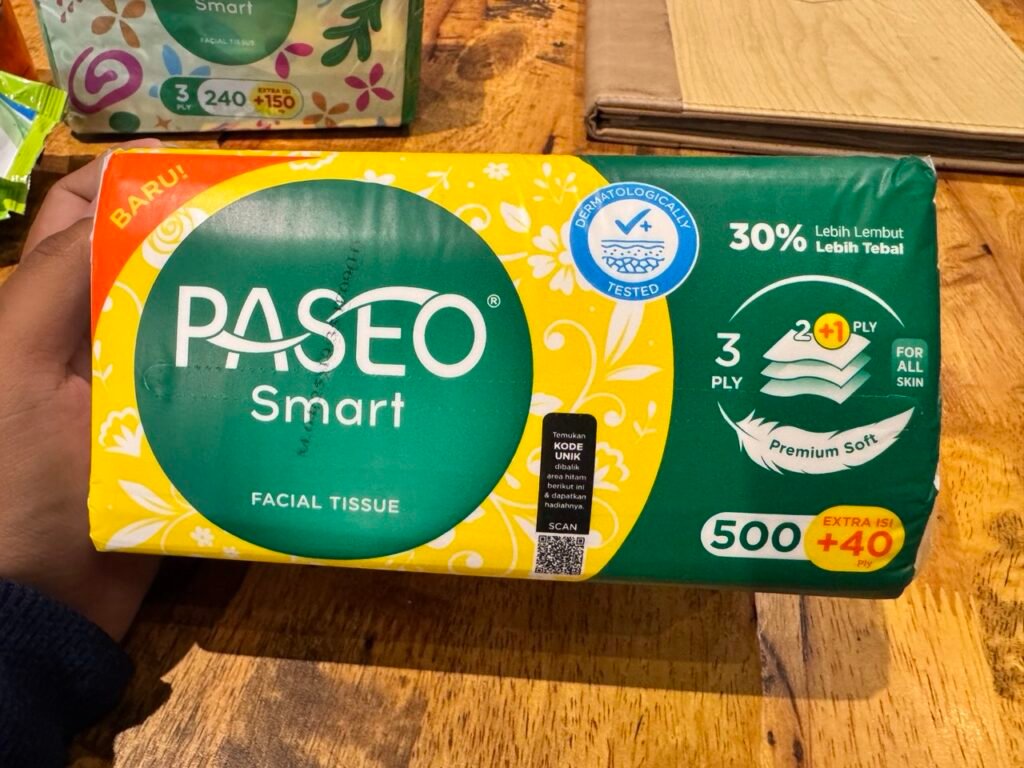 Smart
FACIAL TISSUE
3
PLY
240
EXTRA ISI
+150
BARU!
PASEO®
Smart
FACIAL TISSUE
DERMATOLOGICALLY
TESTED
30% Lebih Lembut
Lebih Tebal
3
PLY
2 +1 PLY
FOR
ALL
SKIN
Premium Soft
Temukan
KODE
UNIK
dibalik
area hitam
berikut ini
& dapatkan
hadiahnya.
SCAN
500
EXTRA ISI
+40
Ply